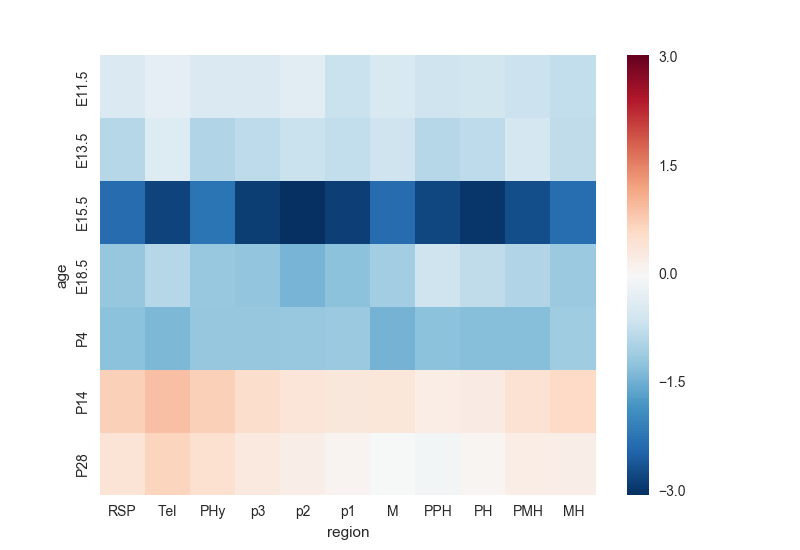 E11.5
E13.5
E15.5
E18.5
P4
P14
P28
age
RSP Tel PHy p3 p2 p1 M PPH PH PMH MH
region
3.0
1.5
0.0
−1.5
−3.0